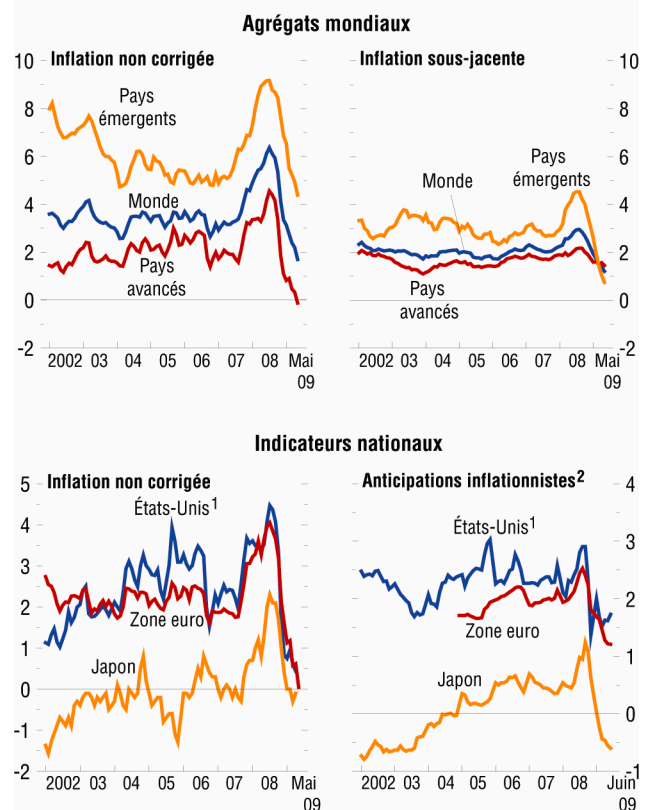 Agrégats mondiaux
Inflation non corrigée
10
8
6
4
2
0
-2
Pays
émergents
Monde
Pays
avancés
2002 03 04 05 06 07 08 Mai
09
Inflation sous-jacente
10
8
6
4
2
0
-2
Monde
Pays
émergents
Pays
avancés
2002 03 04 05 06 07 08 Mai
09
Indicateurs nationaux
Inflation non corrigée
5
4
3
2
1
0
-1
-2
États-Unis1
Zone euro
Japon
2002 03 04 05 06 07 08 Mai
09
Anticipations inflationnistes2
4
3
2
1
0
-1
États-Unis1
Zone euro
Japon
2002 03 04 05 06 07 08 Juin
09